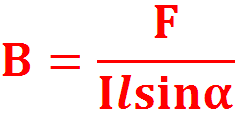 B = F / Ilsinα